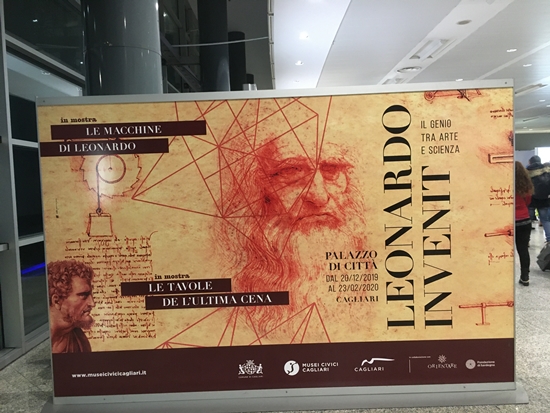 in mostra
LE MACCHINE
DI LEONARDO
LEONARDO
INVENIT
IL GENIO
TRA ARTE
E SCIENZA
in mostra
LE TAVOLE
DE L'ULTIMA CENA
PALAZZO
DI CITTÀ
DAL 20/12/2019
AL 23/02/2020
CAGLIARI
www.museicivicicagliari.it
MUSEI CIVICI
CAGLIARI
CAGLIARI
ORIENTARE